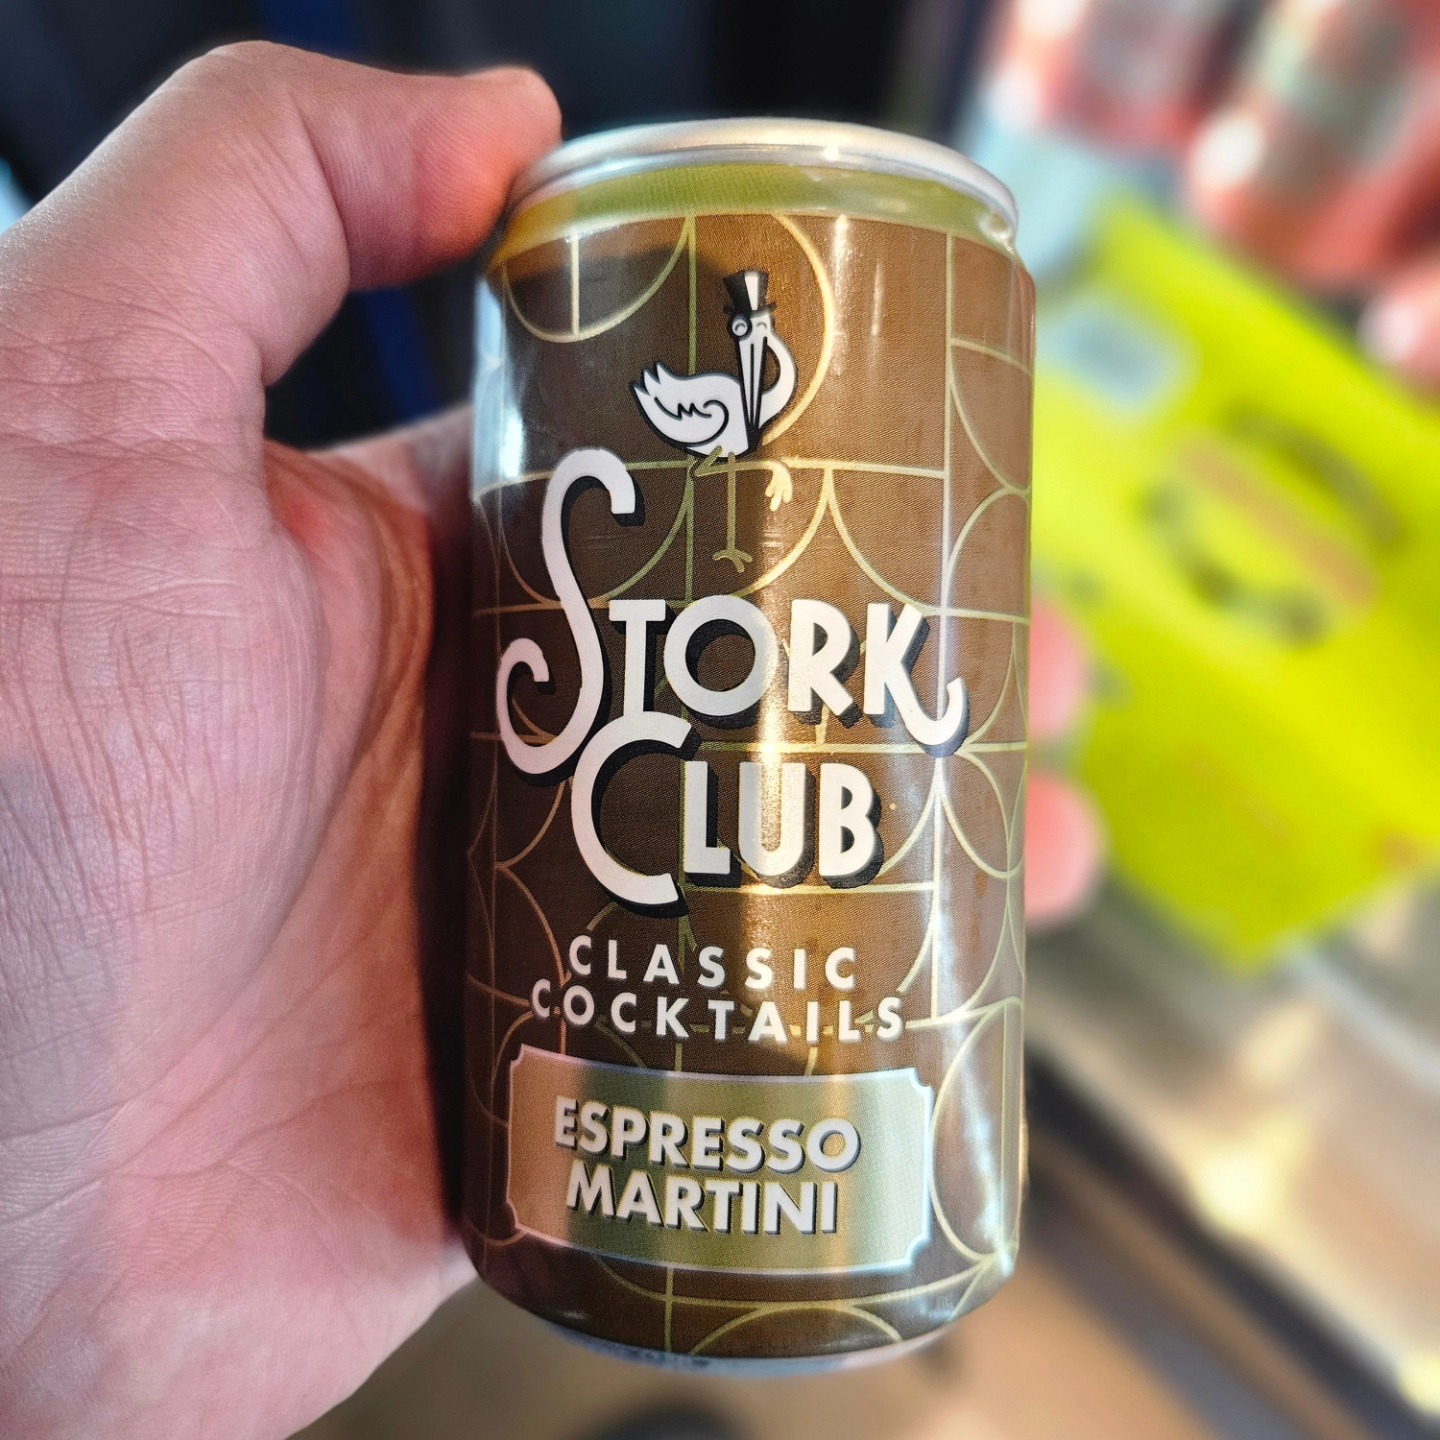 STORK
CLUB
CLASSIC
COCKTAILS
ESPRESSO
MARTINI